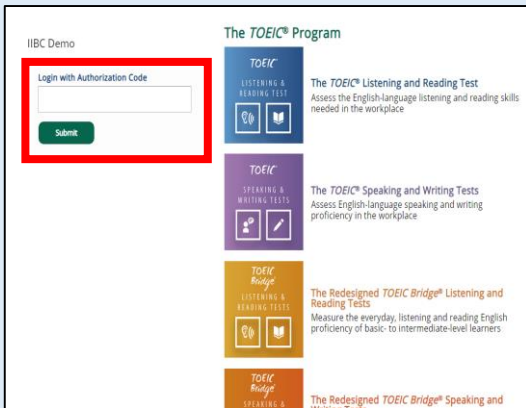 IIBC Demo
Login with Authorization Code
Submit
The TOEIC® Program
TOEIC
LISTENING &
READING TEST
The TOEIC® Listening and Reading Test
Assess the English-language listening and reading skills
needed in the workplace
TOEIC
SPEAKING &
WRITING TESTS
The TOEIC® Speaking and Writing Tests
Assess English-language speaking and writing
proficiency in the workplace
TOEIC
Bridge
LISTENING &
READING TESTS
The Redesigned TOEIC Bridge® Listening and
Reading Tests
Measure the everyday, listening and reading English
proficiency of basic- to intermediate-level learners
TOEIC
Bridge
SPEAKING &
The Redesigned TOEIC Bridge® Speaking and
Writing Tests